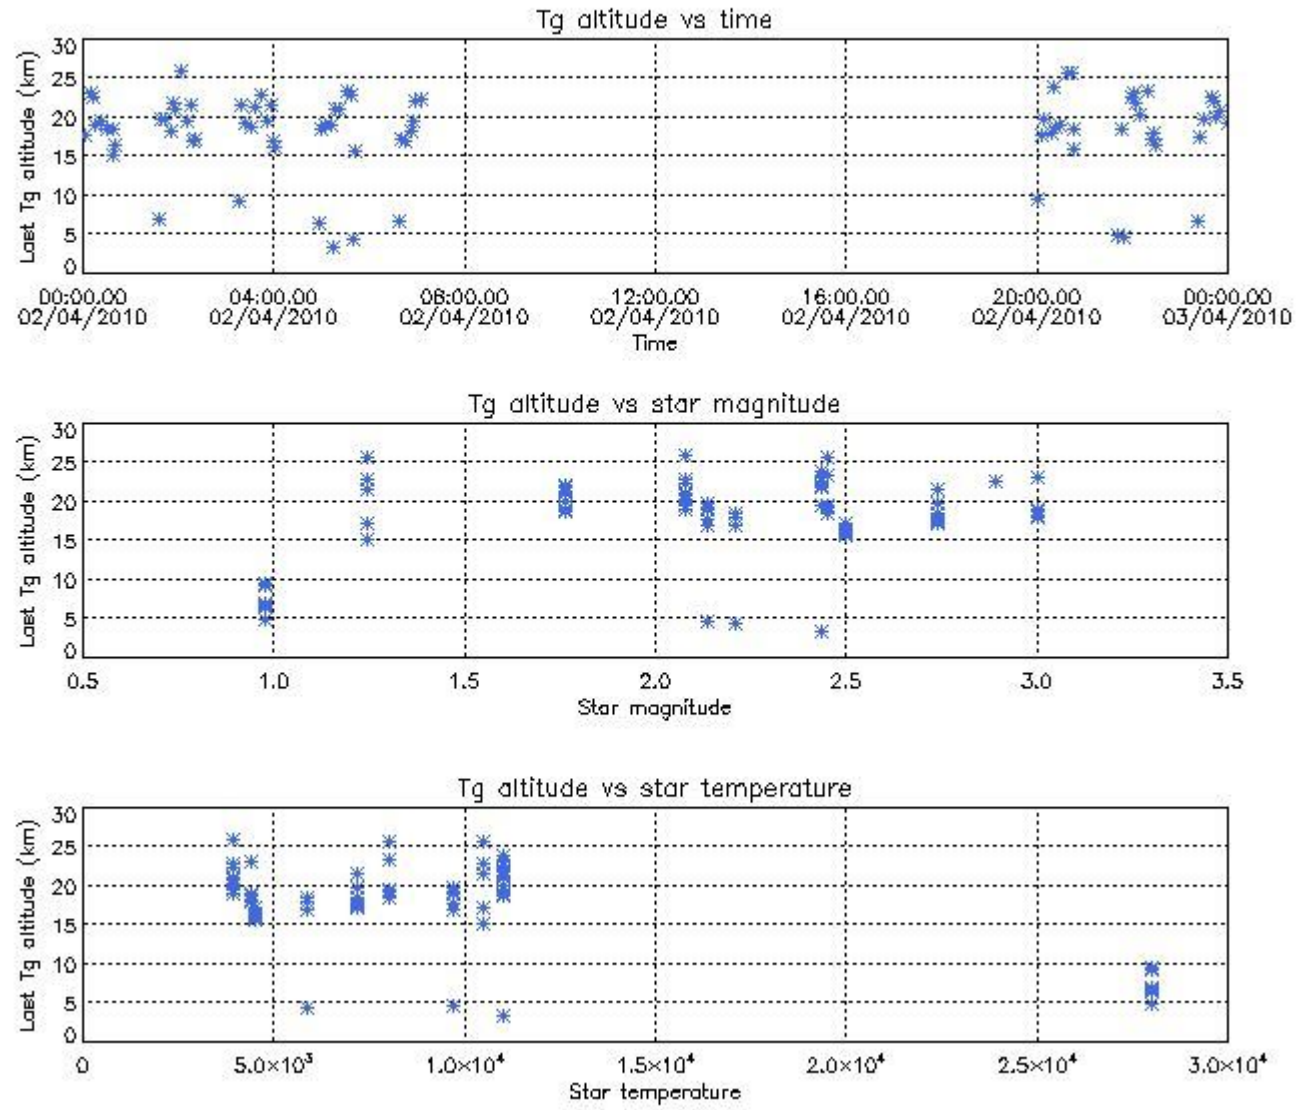 Tg altitude vs time
Last Tg altitude (km)
30
25
20
15
10
5
0
00:00.00 04:00.00 08:00.00 12:00.00 16:00.00 20:00.00 00:00.00
02/04/2010 02/04/2010 02/04/2010 02/04/2010 02/04/2010 02/04/2010 03/04/2010
Time
Tg altitude vs star magnitude
Last Tg altitude (km)
30
25
20
15
10
5
0
0.5 1.0 1.5 2.0 2.5 3.0 3.5
Star magnitude
Tg altitude vs star temperature
Last Tg altitude (km)
30
25
20
15
10
5
0
0 5.0×10³ 1.0×10⁴ 1.5×10⁴ 2.0×10⁴ 2.5×10⁴ 3.0×10⁴
Star temperature